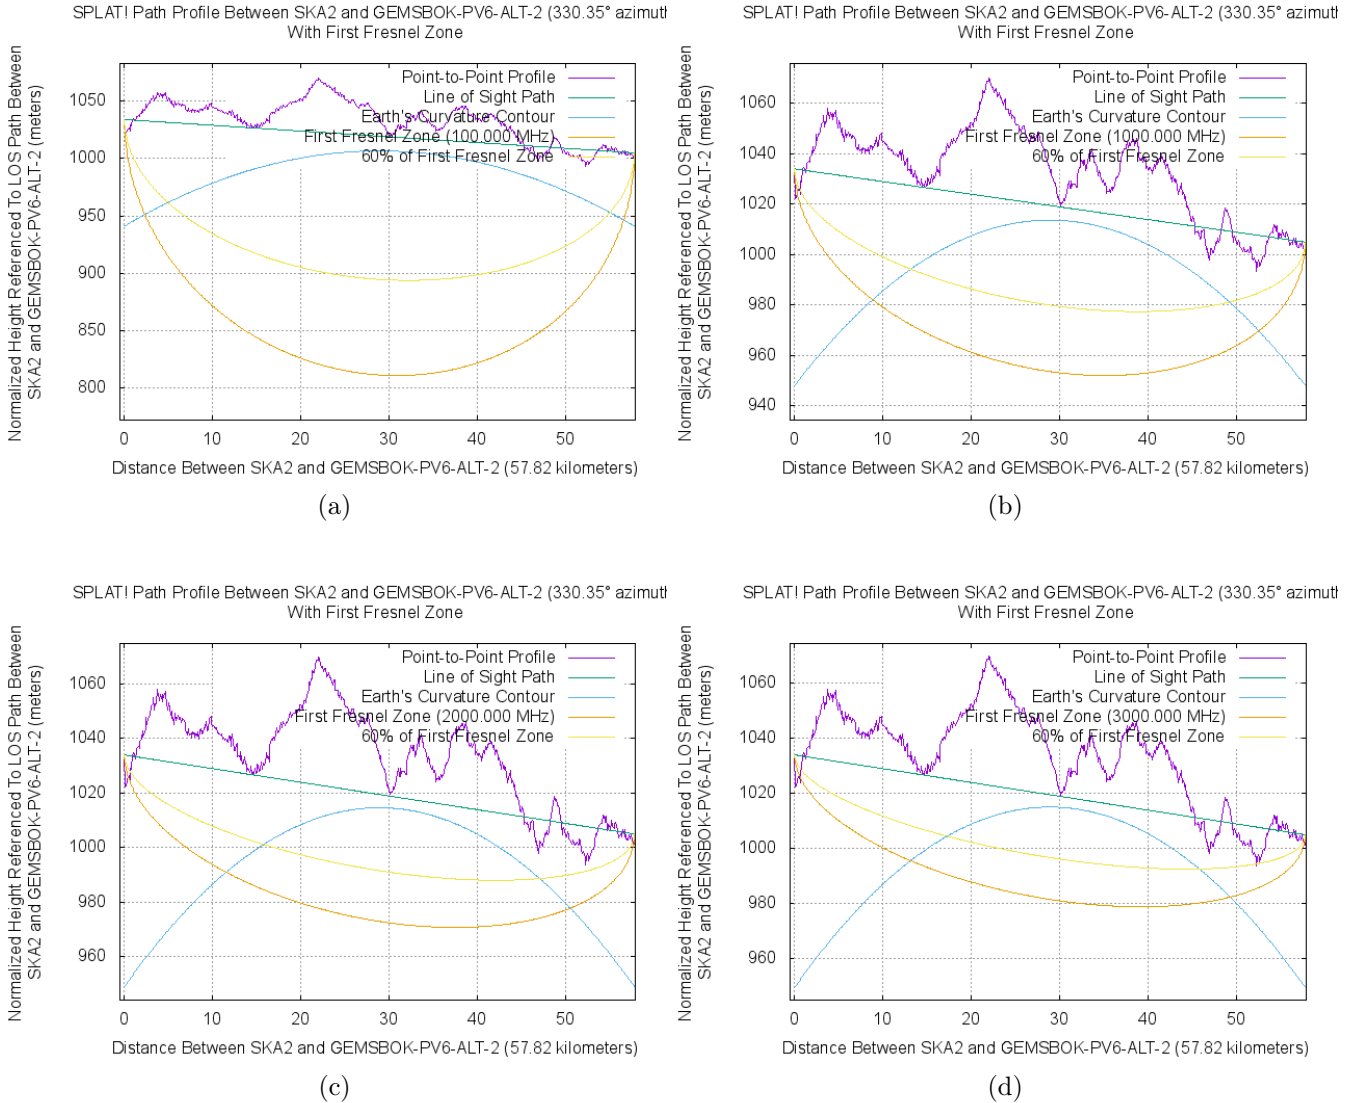 SPLAT! Path Profile Between SKA2 and GEMSBOK-PV6-ALT-2 (330.35° azimuth
With First Fresnel Zone
Normalized Height Referenced To LOS Path Between
SKA2 and GEMSBOK-PV6-ALT-2 (meters)
Point-to-Point Profile
Line of Sight Path
Earth's Curvature Contour
First Fresnel Zone (100.000 MHz)
60% of First Fresnel Zone
1050
1000
950
900
850
800
0 10 20 30 40 50
Distance Between SKA2 and GEMSBOK-PV6-ALT-2 (57.82 kilometers)
(a)
SPLAT! Path Profile Between SKA2 and GEMSBOK-PV6-ALT-2 (330.35° azimuth
With First Fresnel Zone
Normalized Height Referenced To LOS Path Between
SKA2 and GEMSBOK-PV6-ALT-2 (meters)
Point-to-Point Profile
Line of Sight Path
Earth's Curvature Contour
First Fresnel Zone (1000.000 MHz)
60% of First Fresnel Zone
1060
1040
1020
1000
980
960
940
0 10 20 30 40 50
Distance Between SKA2 and GEMSBOK-PV6-ALT-2 (57.82 kilometers)
(b)
SPLAT! Path Profile Between SKA2 and GEMSBOK-PV6-ALT-2 (330.35° azimuth
With First Fresnel Zone
Normalized Height Referenced To LOS Path Between
SKA2 and GEMSBOK-PV6-ALT-2 (meters)
Point-to-Point Profile
Line of Sight Path
Earth's Curvature Contour
First Fresnel Zone (2000.000 MHz)
60% of First Fresnel Zone
1060
1040
1020
1000
980
960
0 10 20 30 40 50
Distance Between SKA2 and GEMSBOK-PV6-ALT-2 (57.82 kilometers)
(c)
SPLAT! Path Profile Between SKA2 and GEMSBOK-PV6-ALT-2 (330.35° azimuth
With First Fresnel Zone
Normalized Height Referenced To LOS Path Between
SKA2 and GEMSBOK-PV6-ALT-2 (meters)
Point-to-Point Profile
Line of Sight Path
Earth's Curvature Contour
First Fresnel Zone (3000.000 MHz)
60% of First Fresnel Zone
1060
1040
1020
1000
980
960
0 10 20 30 40 50
Distance Between SKA2 and GEMSBOK-PV6-ALT-2 (57.82 kilometers)
(d)